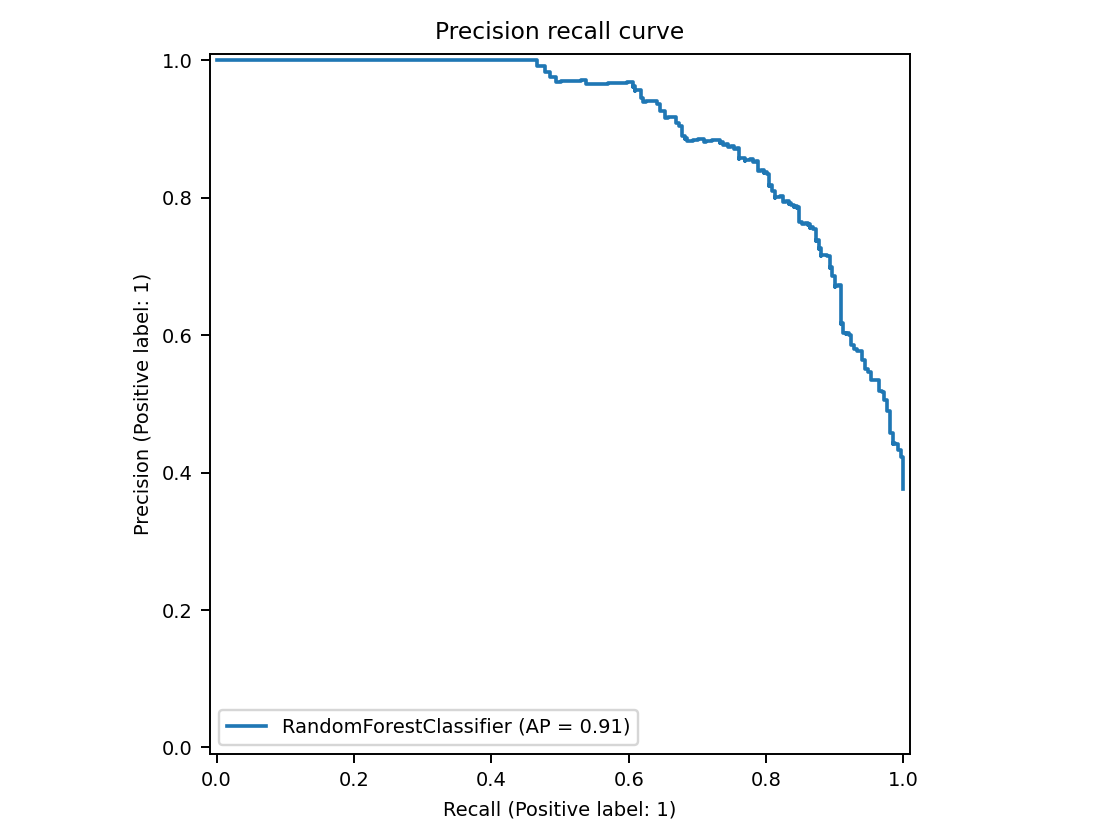 Precision recall curve
1.0
0.8
0.6
0.4
0.2
0.0
Precision (Positive label: 1)
RandomForestClassifier (AP = 0.91)
0.0 0.2 0.4 0.6 0.8 1.0
Recall (Positive label: 1)